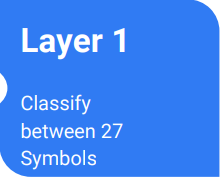 Layer 1
Classify
between 27
Symbols